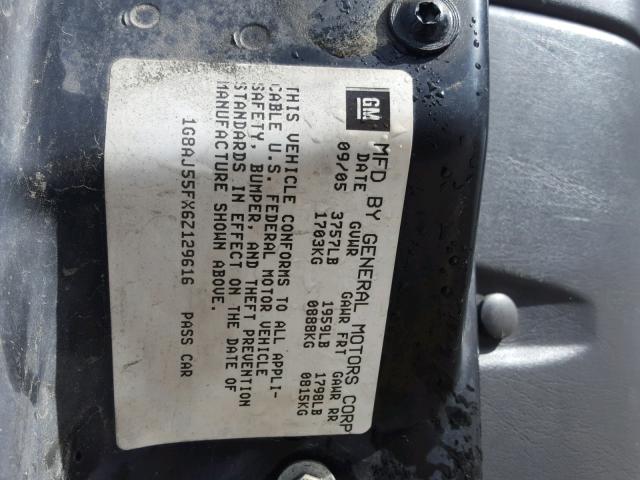 GM
MFD BY GENERAL MOTORS CORP
DATE GVWR GAWR FRT GAWR RR
09/05 3757LB 1959LB 1798LB
1703KG 0888KG 0815KG
THIS VEHICLE CONFORMS TO ALL APPLI-
CABLE U.S. FEDERAL MOTOR VEHICLE
SAFETY, BUMPER, AND THEFT PREVENTION
STANDARDS IN EFFECT ON THE DATE OF
MANUFACTURE SHOWN ABOVE.
1G8AJ55FX6Z129616 PASS CAR